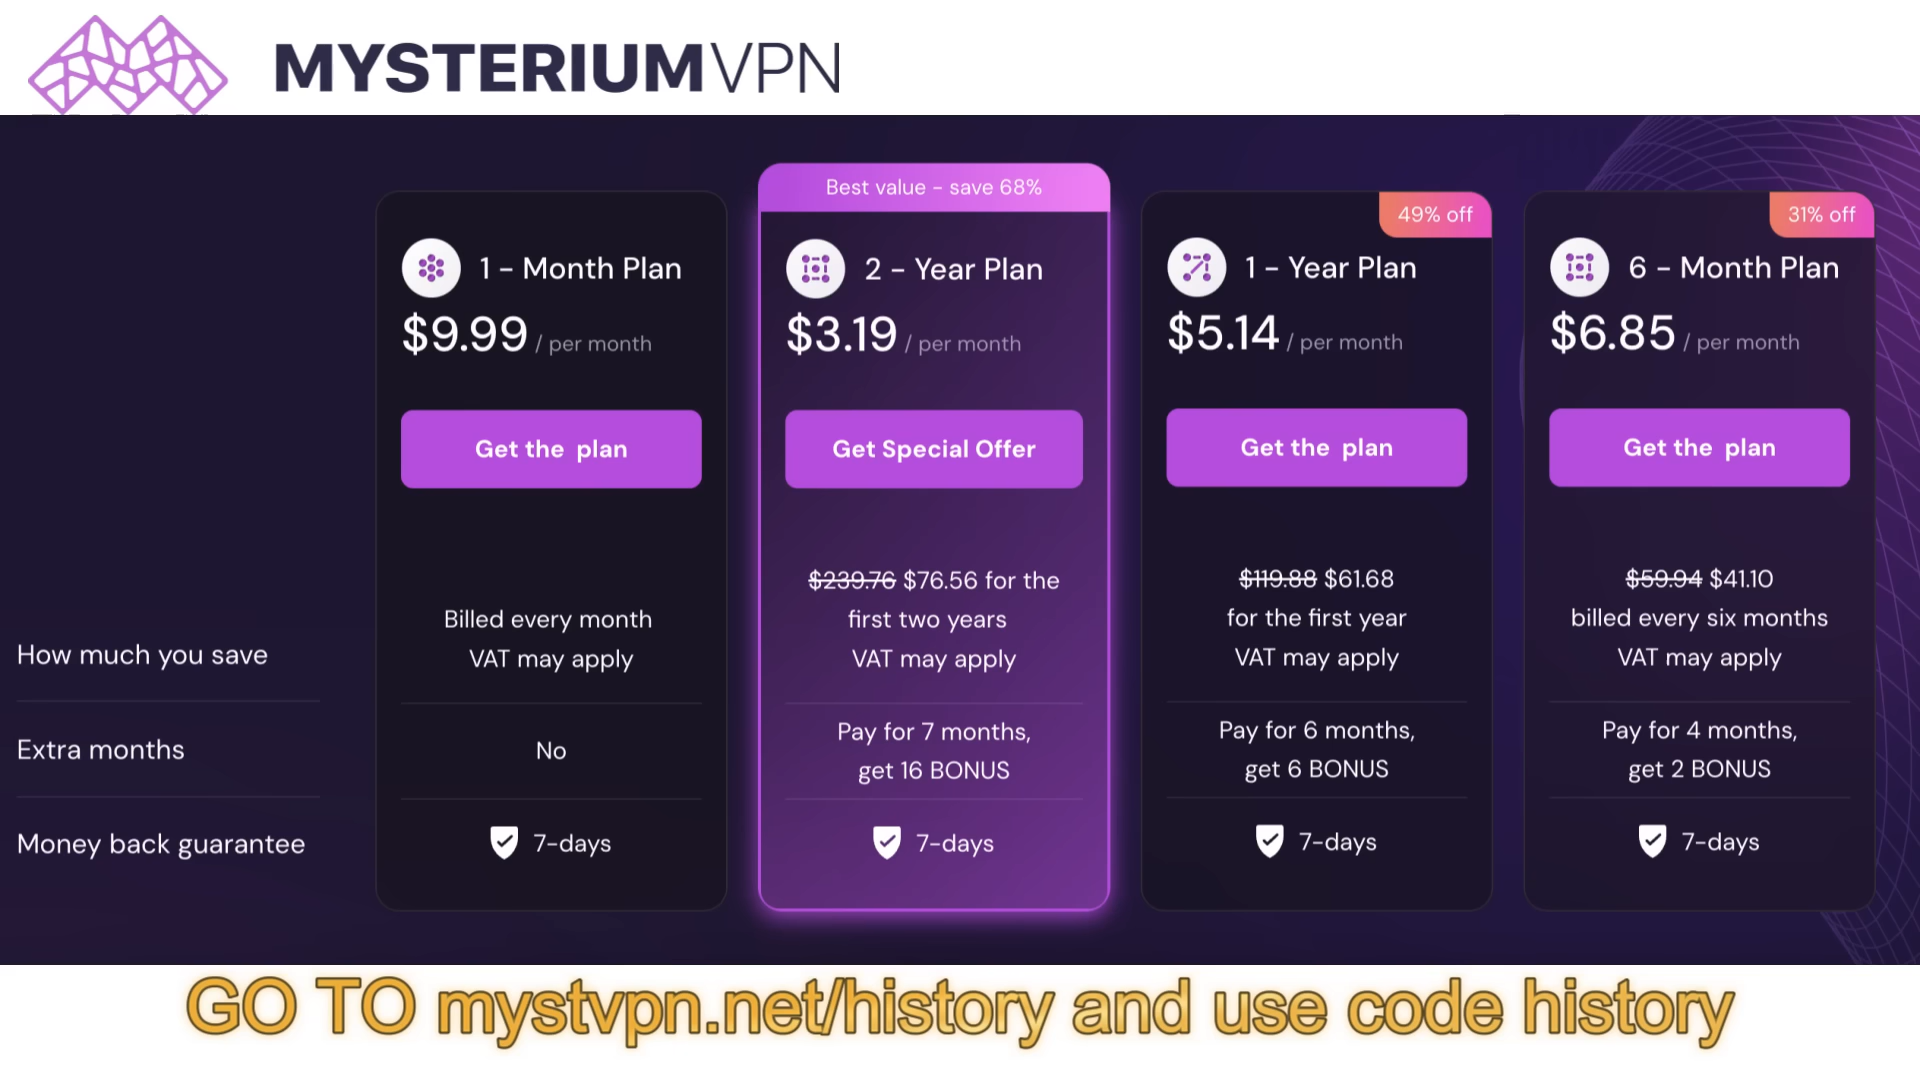 MYSTERIUMVPN
Best value - save 68%
49% off
31% off
1 - Month Plan
$9.99 / per month
Get the plan
Billed every month
VAT may apply
No
7-days
2 - Year Plan
$3.19 / per month
Get Special Offer
$239.76 $76.56 for the
first two years
VAT may apply
Pay for 7 months,
get 16 BONUS
7-days
1 - Year Plan
$5.14 / per month
Get the plan
$119.88 $61.68
for the first year
VAT may apply
Pay for 6 months,
get 6 BONUS
7-days
6 - Month Plan
$6.85 / per month
Get the plan
$59.94 $41.10
billed every six months
VAT may apply
Pay for 4 months,
get 2 BONUS
7-days
How much you save
Extra months
Money back guarantee
GO TO mystvpn.net/history and use code history